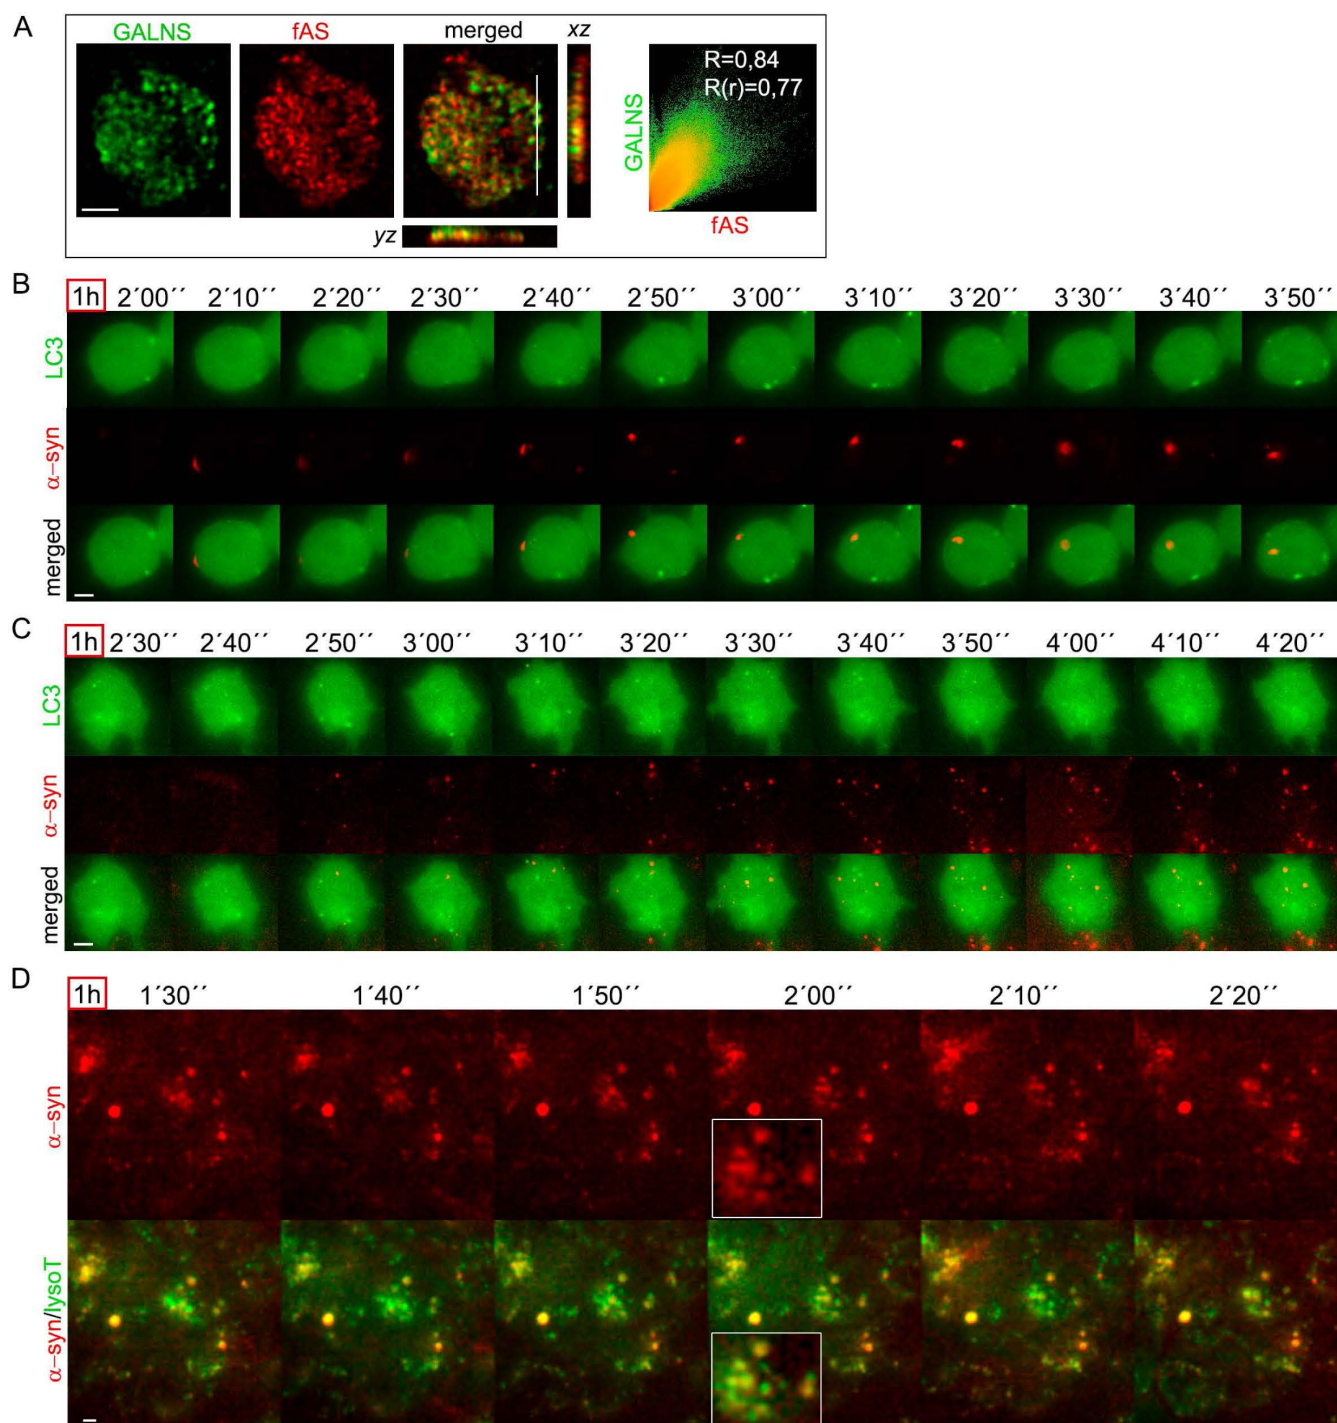 A
GALNS fAS merged xz
yz
GALNS
R=0,84
R(r)=0,77
fAS
B
1h 2´00´´ 2´10´´ 2´20´´ 2´30´´ 2´40´´ 2´50´´ 3´00´´ 3´10´´ 3´20´´ 3´30´´ 3´40´´ 3´50´´
LC3
α–syn
merged
C
1h 2´30´´ 2´40´´ 2´50´´ 3´00´´ 3´10´´ 3´20´´ 3´30´´ 3´40´´ 3´50´´ 4´00´´ 4´10´´ 4´20´´
LC3
α–syn
merged
D
1h 1´30´´ 1´40´´ 1´50´´ 2´00´´ 2´10´´ 2´20´´
α–syn
α–syn/lysoT